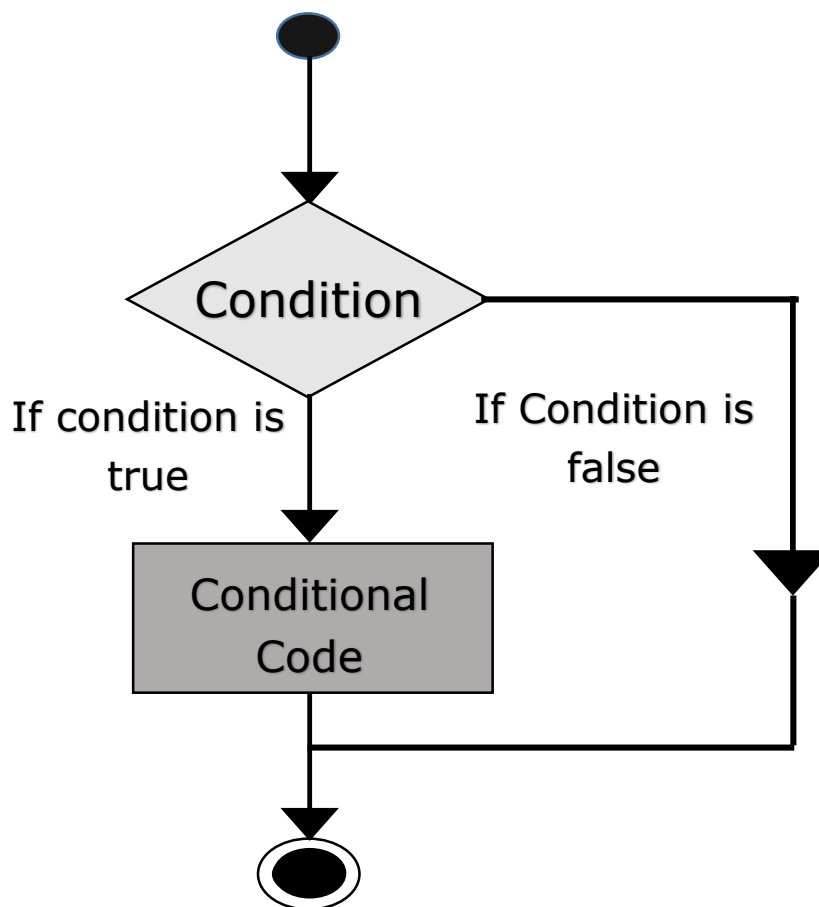 Condition
If condition is
true
If Condition is
false
Conditional
Code